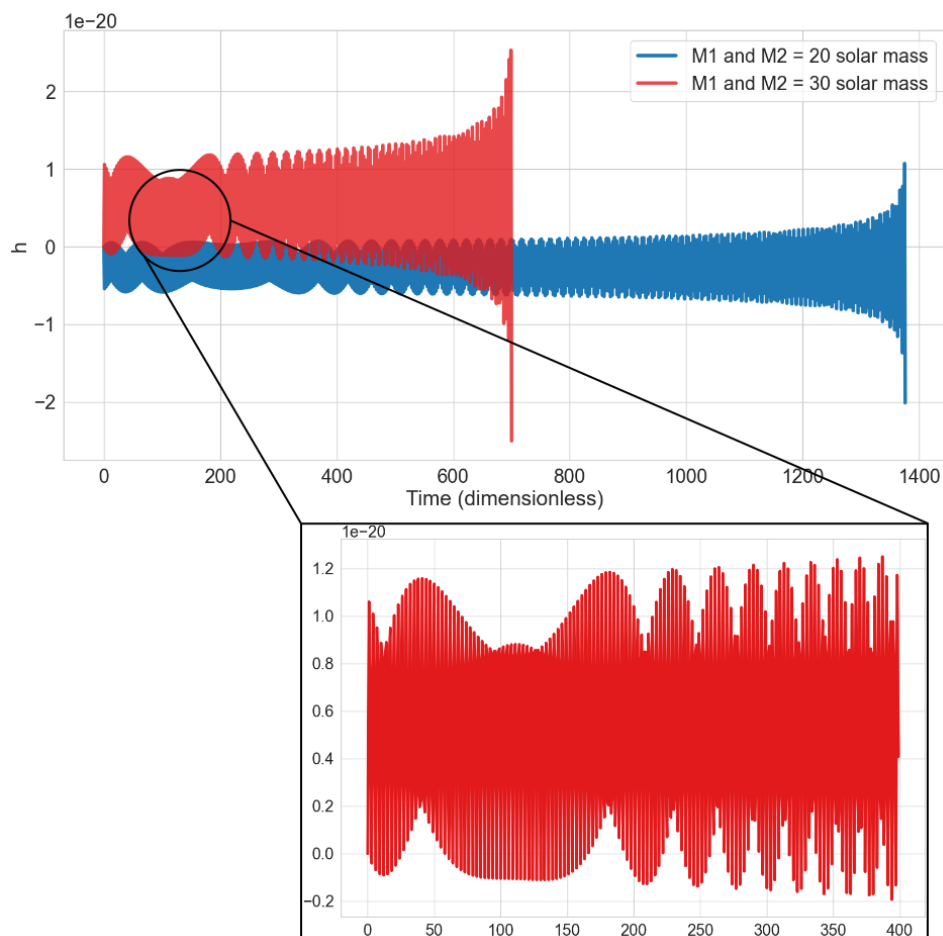 1e−20
M1 and M2 = 20 solar mass
M1 and M2 = 30 solar mass
2
1
0
−1
−2
h
0 200 400 600 800 1000 1200 1400
Time (dimensionless)
1e−20
1.2
1.0
0.8
0.6
0.4
0.2
0.0
−0.2
0 50 100 150 200 250 300 350 400